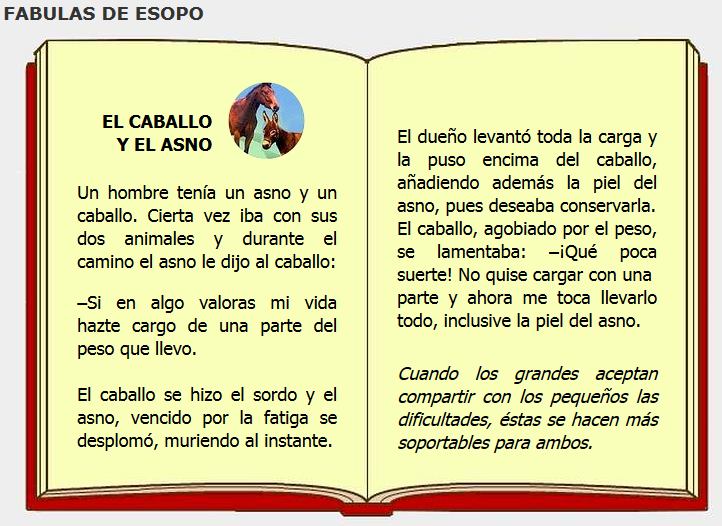 FABULAS DE ESOPO
EL CABALLO
Y EL ASNO
Un hombre tenía un asno y un
caballo. Cierta vez iba con sus
dos animales y durante el
camino el asno le dijo al caballo:
–Si en algo valoras mi vida
hazte cargo de una parte del
peso que llevo.
El caballo se hizo el sordo y el
asno, vencido por la fatiga se
desplomó, muriendo al instante.
El dueño levantó toda la carga y
la puso encima del caballo,
añadiendo además la piel del
asno, pues deseaba conservarla.
El caballo, agobiado por el peso,
se lamentaba: –¡Qué poca
suerte! No quise cargar con una
parte y ahora me toca llevarlo
todo, inclusive la piel del asno.
Cuando los grandes aceptan
compartir con los pequeños las
dificultades, éstas se hacen más
soportables para ambos.